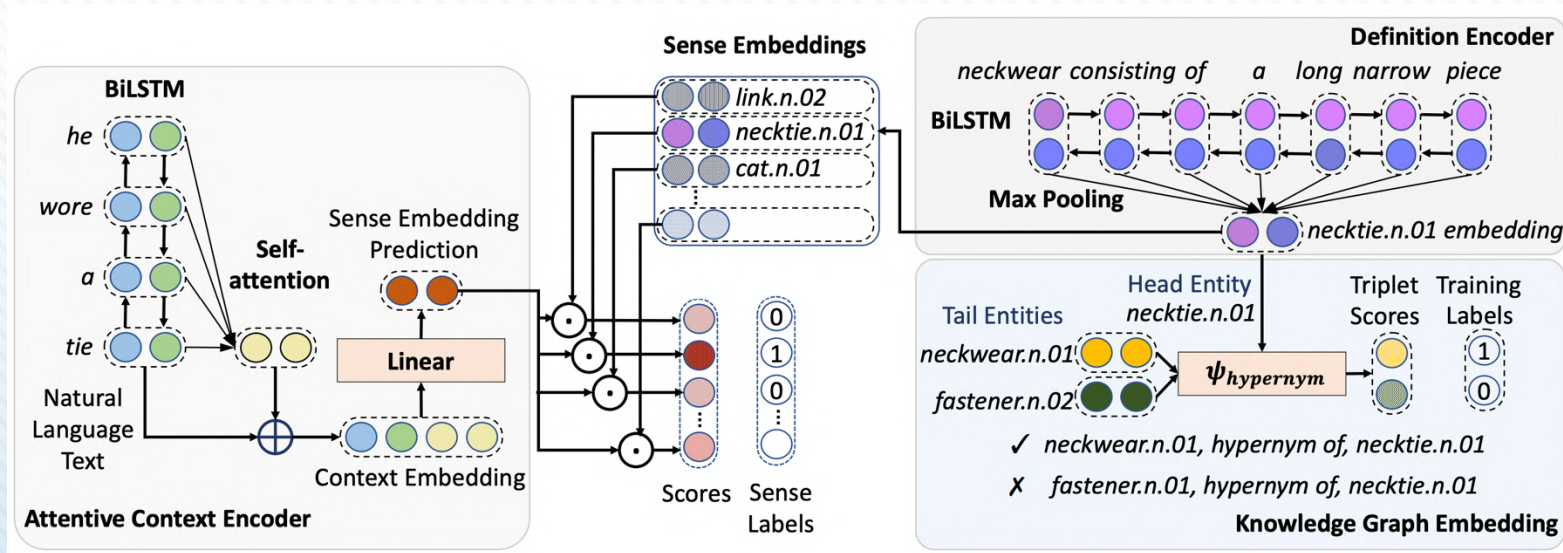 BiLSTM
he
wore
a
tie
Self-
attention
Natural
Language
Text
Sense Embedding
Prediction
Linear
Context Embedding
Attentive Context Encoder
Sense Embeddings
link.n.02
necktie.n.01
cat.n.01
Scores
0
1
0
Sense
Labels
Definition Encoder
neckwear consisting of a long narrow piece
BiLSTM
Max Pooling
necktie.n.01 embedding
Head Entity
necktie.n.01
Tail Entities
neckwear.n.01
fastener.n.02
ψhypernym
Triplet
Scores
Training
Labels
1
0
✓ neckwear.n.01, hypernym of, necktie.n.01
✗ fastener.n.01, hypernym of, necktie.n.01
Knowledge Graph Embedding